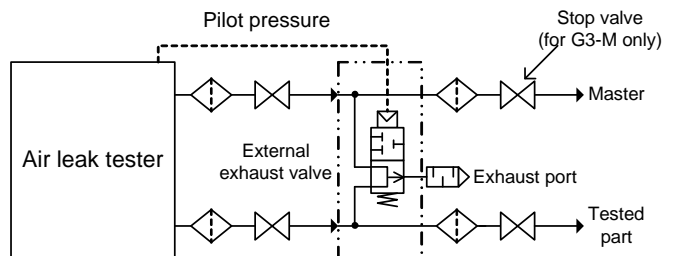 Pilot pressure
Stop valve
(for G3-M only)
Master
Air leak tester
External
exhaust valve
Exhaust port
Tested
part